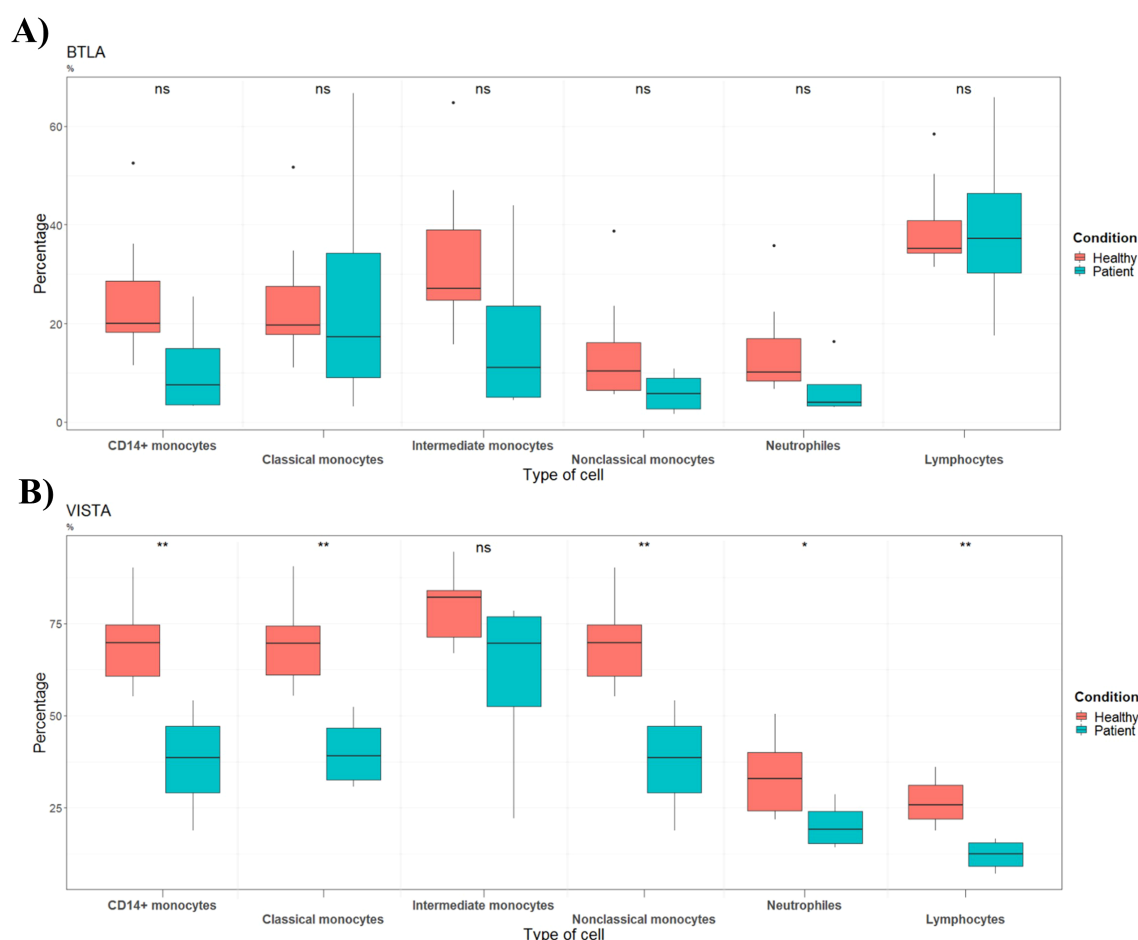 A)
BTLA
%
ns ns ns ns ns ns
60
40
20
0
Percentage
CD14+ monocytes Classical monocytes Intermediate monocytes Nonclassical monocytes Neutrophiles Lymphocytes
Type of cell
Condition
Healthy
Patient
B)
VISTA
%
** ** ns ** * **
75
50
25
Percentage
CD14+ monocytes Classical monocytes Intermediate monocytes Nonclassical monocytes Neutrophiles Lymphocytes
Type of cell
Condition
Healthy
Patient